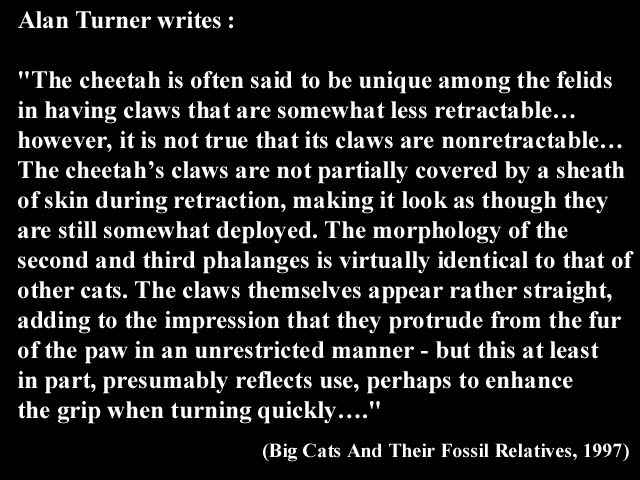 Alan Turner writes :
"The cheetah is often said to be unique among the felids
in having claws that are somewhat less retractable…
however, it is not true that its claws are nonretractable…
The cheetah’s claws are not partially covered by a sheath
of skin during retraction, making it look as though they
are still somewhat deployed. The morphology of the
second and third phalanges is virtually identical to that of
other cats. The claws themselves appear rather straight,
adding to the impression that they protrude from the fur
of the paw in an unrestricted manner - but this at least
in part, presumably reflects use, perhaps to enhance
the grip when turning quickly…."
(Big Cats And Their Fossil Relatives, 1997)